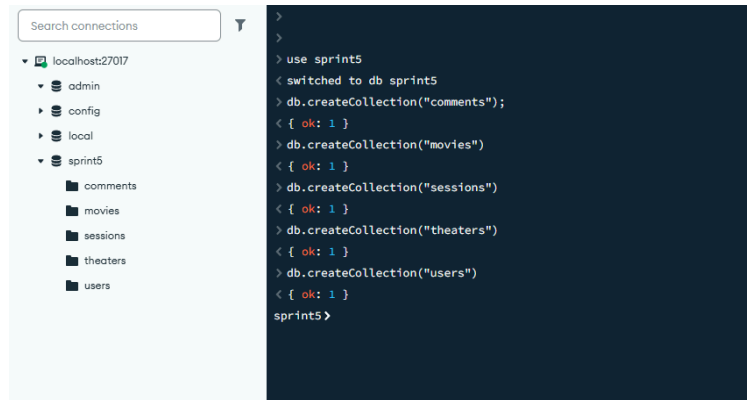 Search connections
localhost:27017
admin
config
local
sprint5
comments
movies
sessions
theaters
users
>
>
> use sprint5
< switched to db sprint5
> db.createCollection("comments");
< { ok: 1 }
> db.createCollection("movies")
< { ok: 1 }
> db.createCollection("sessions")
< { ok: 1 }
> db.createCollection("theaters")
< { ok: 1 }
> db.createCollection("users")
< { ok: 1 }
sprint5>